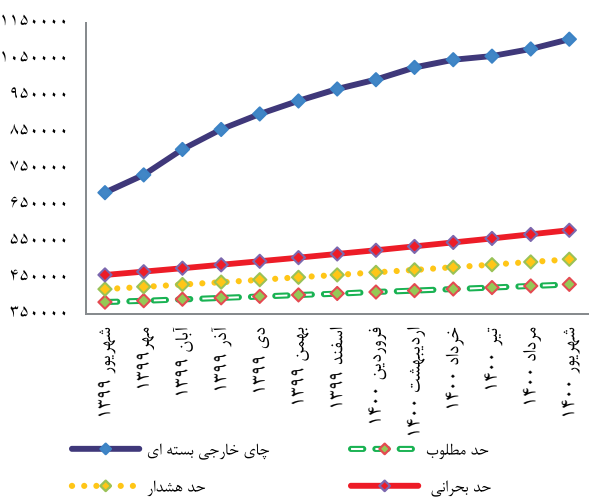 ۱۱۵۰۰۰۰
۱۰۵۰۰۰۰
۹۵۰۰۰۰
۸۵۰۰۰۰
۷۵۰۰۰۰
۶۵۰۰۰۰
۵۵۰۰۰۰
۴۵۰۰۰۰
۳۵۰۰۰۰
شهریور ۱۳۹۹
مهر ۱۳۹۹
آبان ۱۳۹۹
آذر ۱۳۹۹
دی ۱۳۹۹
بهمن ۱۳۹۹
اسفند ۱۳۹۹
فروردین ۱۴۰۰
اردیبهشت ۱۴۰۰
خرداد ۱۴۰۰
تیر ۱۴۰۰
مرداد ۱۴۰۰
شهریور ۱۴۰۰
حد مطلوب
چای خارجی بسته ای
حد بحرانی
حد هشدار